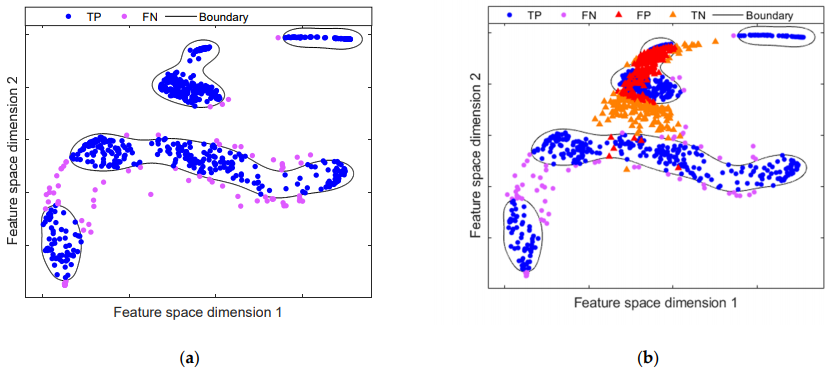 TP FN Boundary
Feature space dimension 2
Feature space dimension 1
(a)
TP FN FP TN Boundary
Feature space dimension 2
Feature space dimension 1
(b)